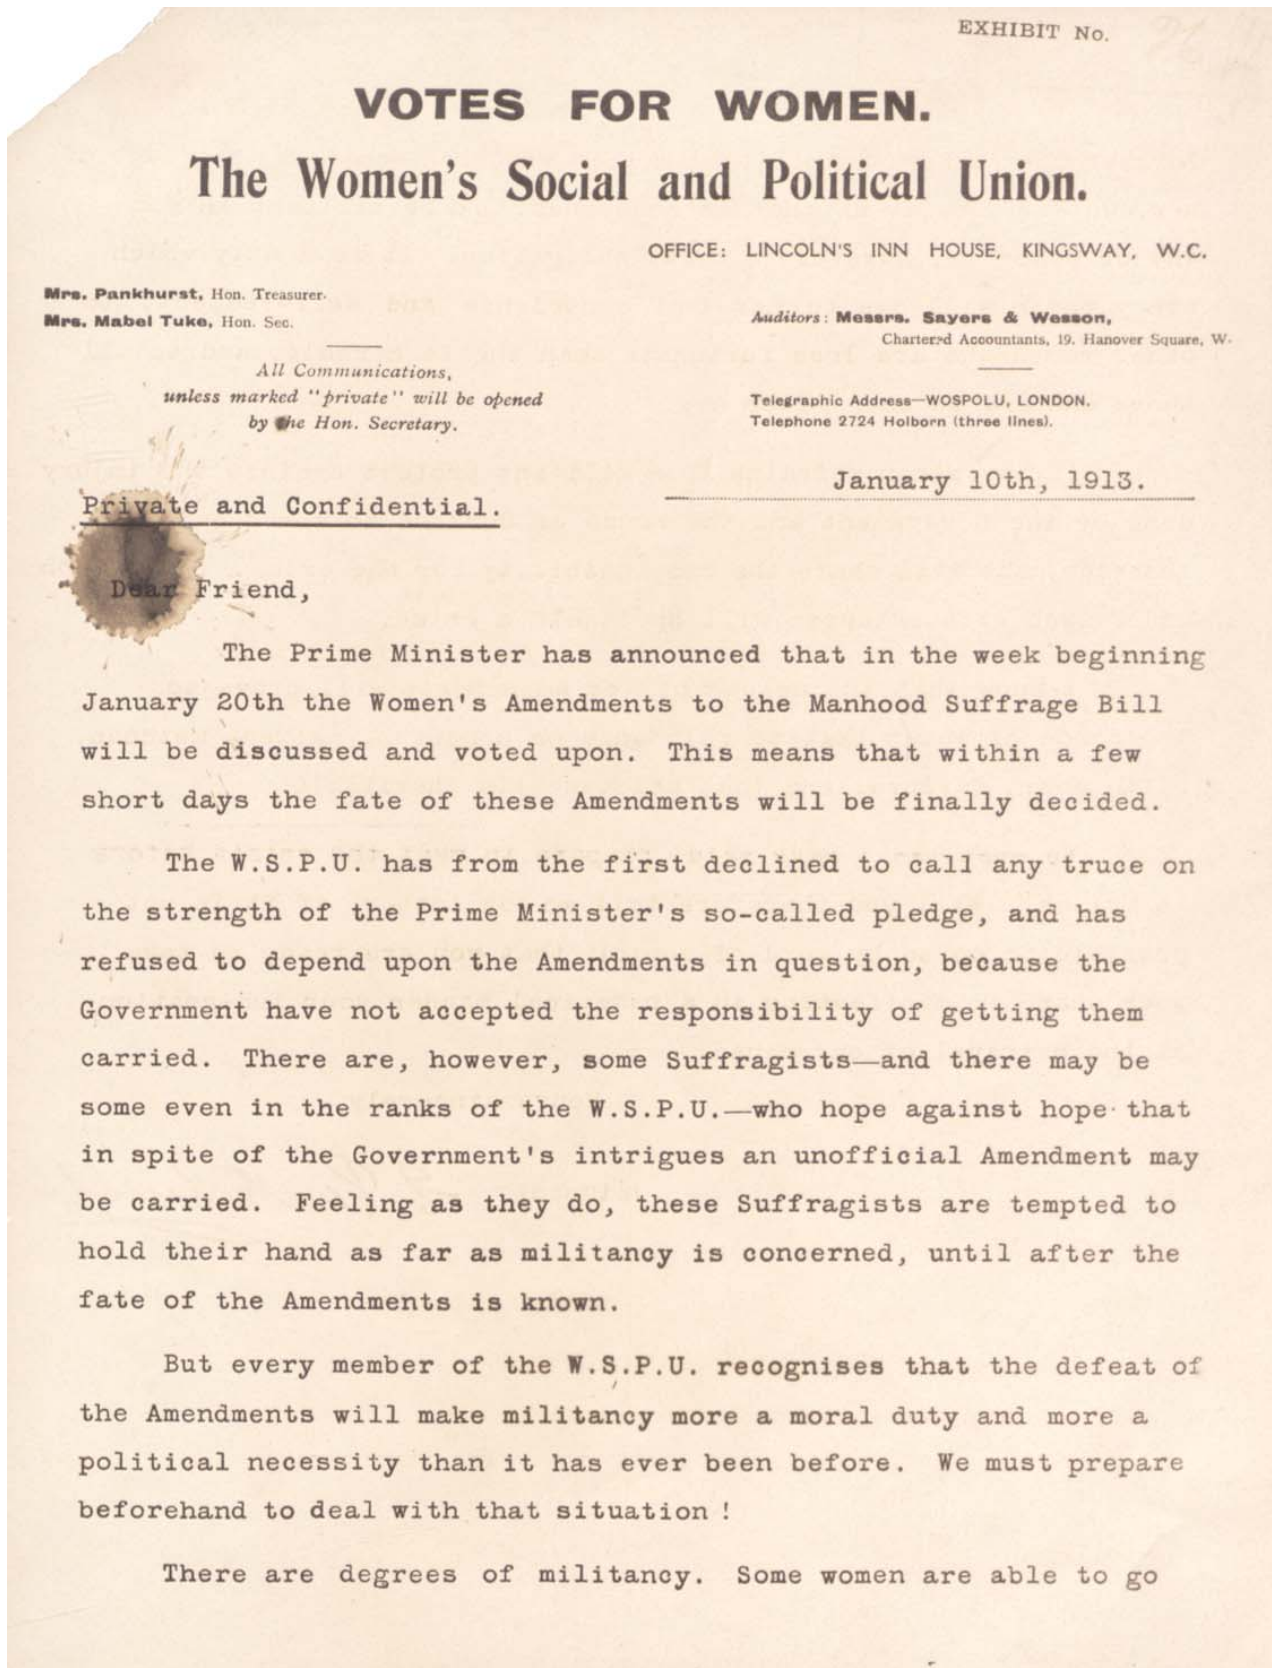 EXHIBIT No.
VOTES FOR WOMEN.
The Women's Social and Political Union.
OFFICE: LINCOLN'S INN HOUSE, KINGSWAY, W.C.
Mrs. Pankhurst, Hon. Treasurer.
Mrs. Mabel Tuke, Hon. Sec.
Auditors: Messrs. Sayers & Wesson,
Chartered Accountants, 19. Hanover Square, W.
All Communications,
unless marked "private" will be opened
by the Hon. Secretary.
Telegraphic Address—WOSPOLU, LONDON.
Telephone 2724 Holborn (three lines).
January 10th, 1913.
Private and Confidential.
Dear Friend,
The Prime Minister has announced that in the week beginning
January 20th the Women's Amendments to the Manhood Suffrage Bill
will be discussed and voted upon. This means that within a few
short days the fate of these Amendments will be finally decided.
The W.S.P.U. has from the first declined to call any truce on
the strength of the Prime Minister's so-called pledge, and has
refused to depend upon the Amendments in question, because the
Government have not accepted the responsibility of getting them
carried. There are, however, some Suffragists—and there may be
some even in the ranks of the W.S.P.U.—who hope against hope that
in spite of the Government's intrigues an unofficial Amendment may
be carried. Feeling as they do, these Suffragists are tempted to
hold their hand as far as militancy is concerned, until after the
fate of the Amendments is known.
But every member of the W.S.P.U. recognises that the defeat of
the Amendments will make militancy more a moral duty and more a
political necessity than it has ever been before. We must prepare
beforehand to deal with that situation !
There are degrees of militancy. Some women are able to go